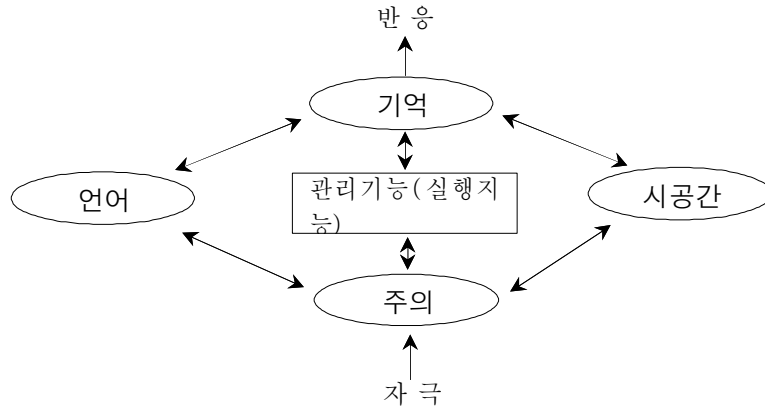 반 응
기억
언어
관리기능(실행지
능)
시공간
주의
자 극